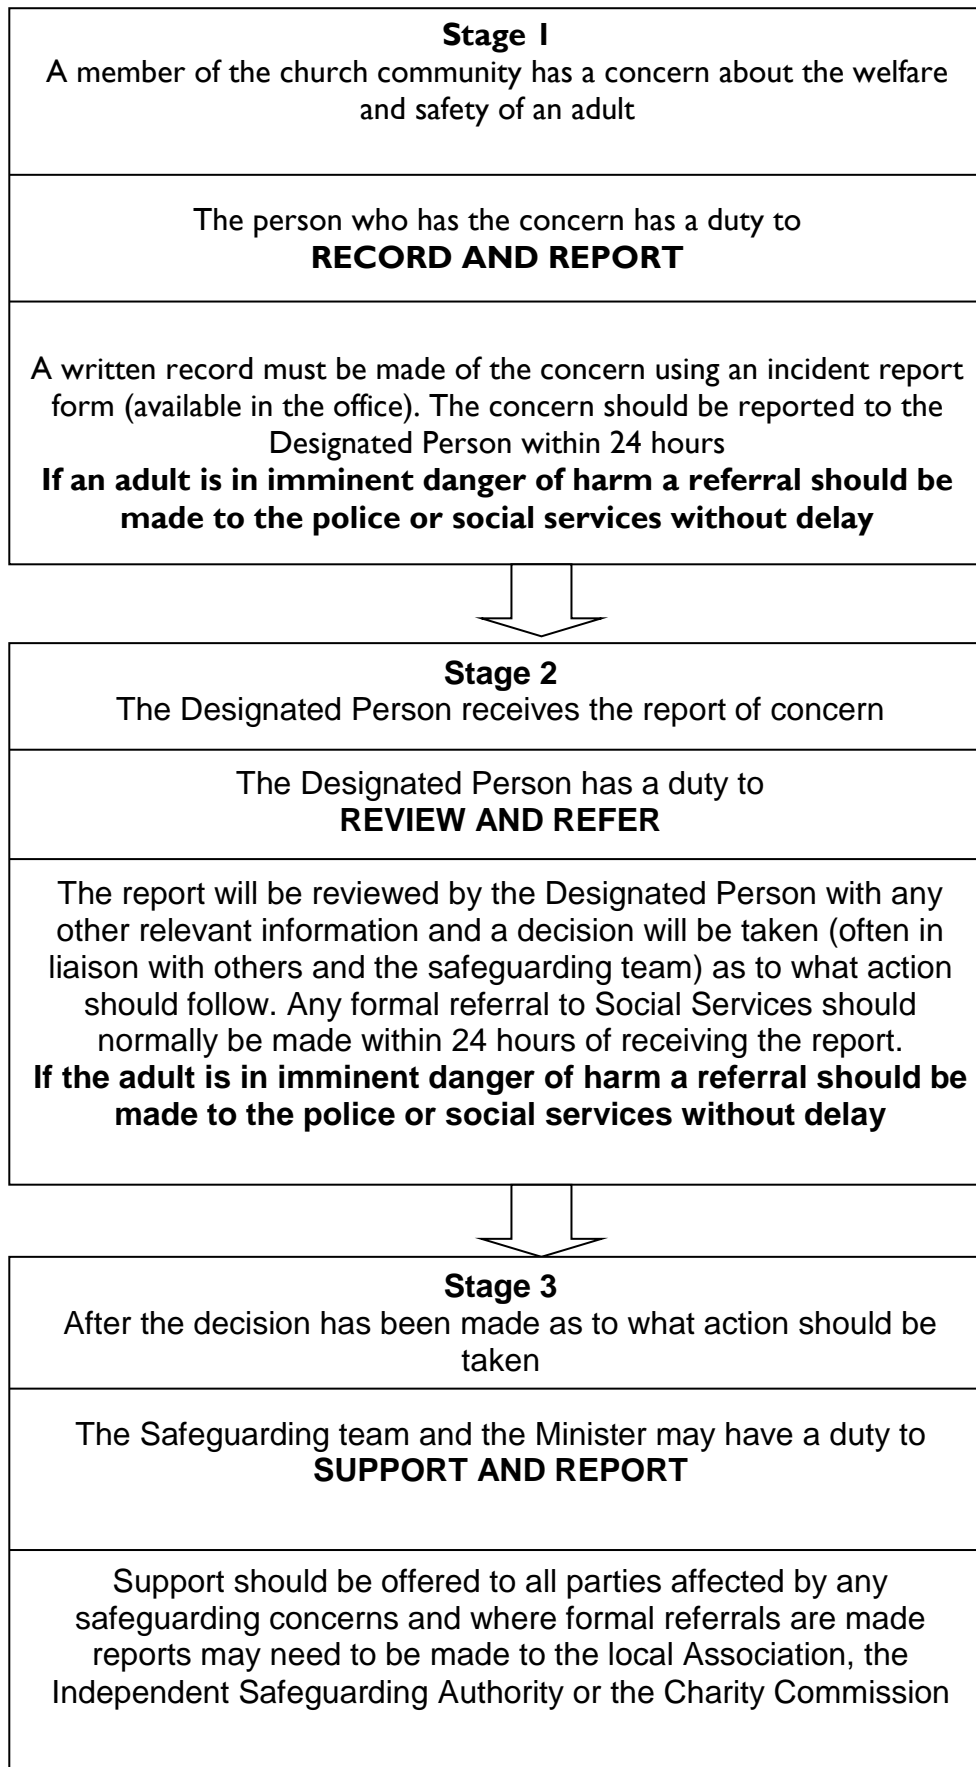 Stage 1
A member of the church community has a concern about the welfare
and safety of an adult
The person who has the concern has a duty to
RECORD AND REPORT
A written record must be made of the concern using an incident report
form (available in the office). The concern should be reported to the
Designated Person within 24 hours
If an adult is in imminent danger of harm a referral should be
made to the police or social services without delay
Stage 2
The Designated Person receives the report of concern
The Designated Person has a duty to
REVIEW AND REFER
The report will be reviewed by the Designated Person with any
other relevant information and a decision will be taken (often in
liaison with others and the safeguarding team) as to what action
should follow. Any formal referral to Social Services should
normally be made within 24 hours of receiving the report.
If the adult is in imminent danger of harm a referral should be
made to the police or social services without delay
Stage 3
After the decision has been made as to what action should be
taken
The Safeguarding team and the Minister may have a duty to
SUPPORT AND REPORT
Support should be offered to all parties affected by any
safeguarding concerns and where formal referrals are made
reports may need to be made to the local Association, the
Independent Safeguarding Authority or the Charity Commission